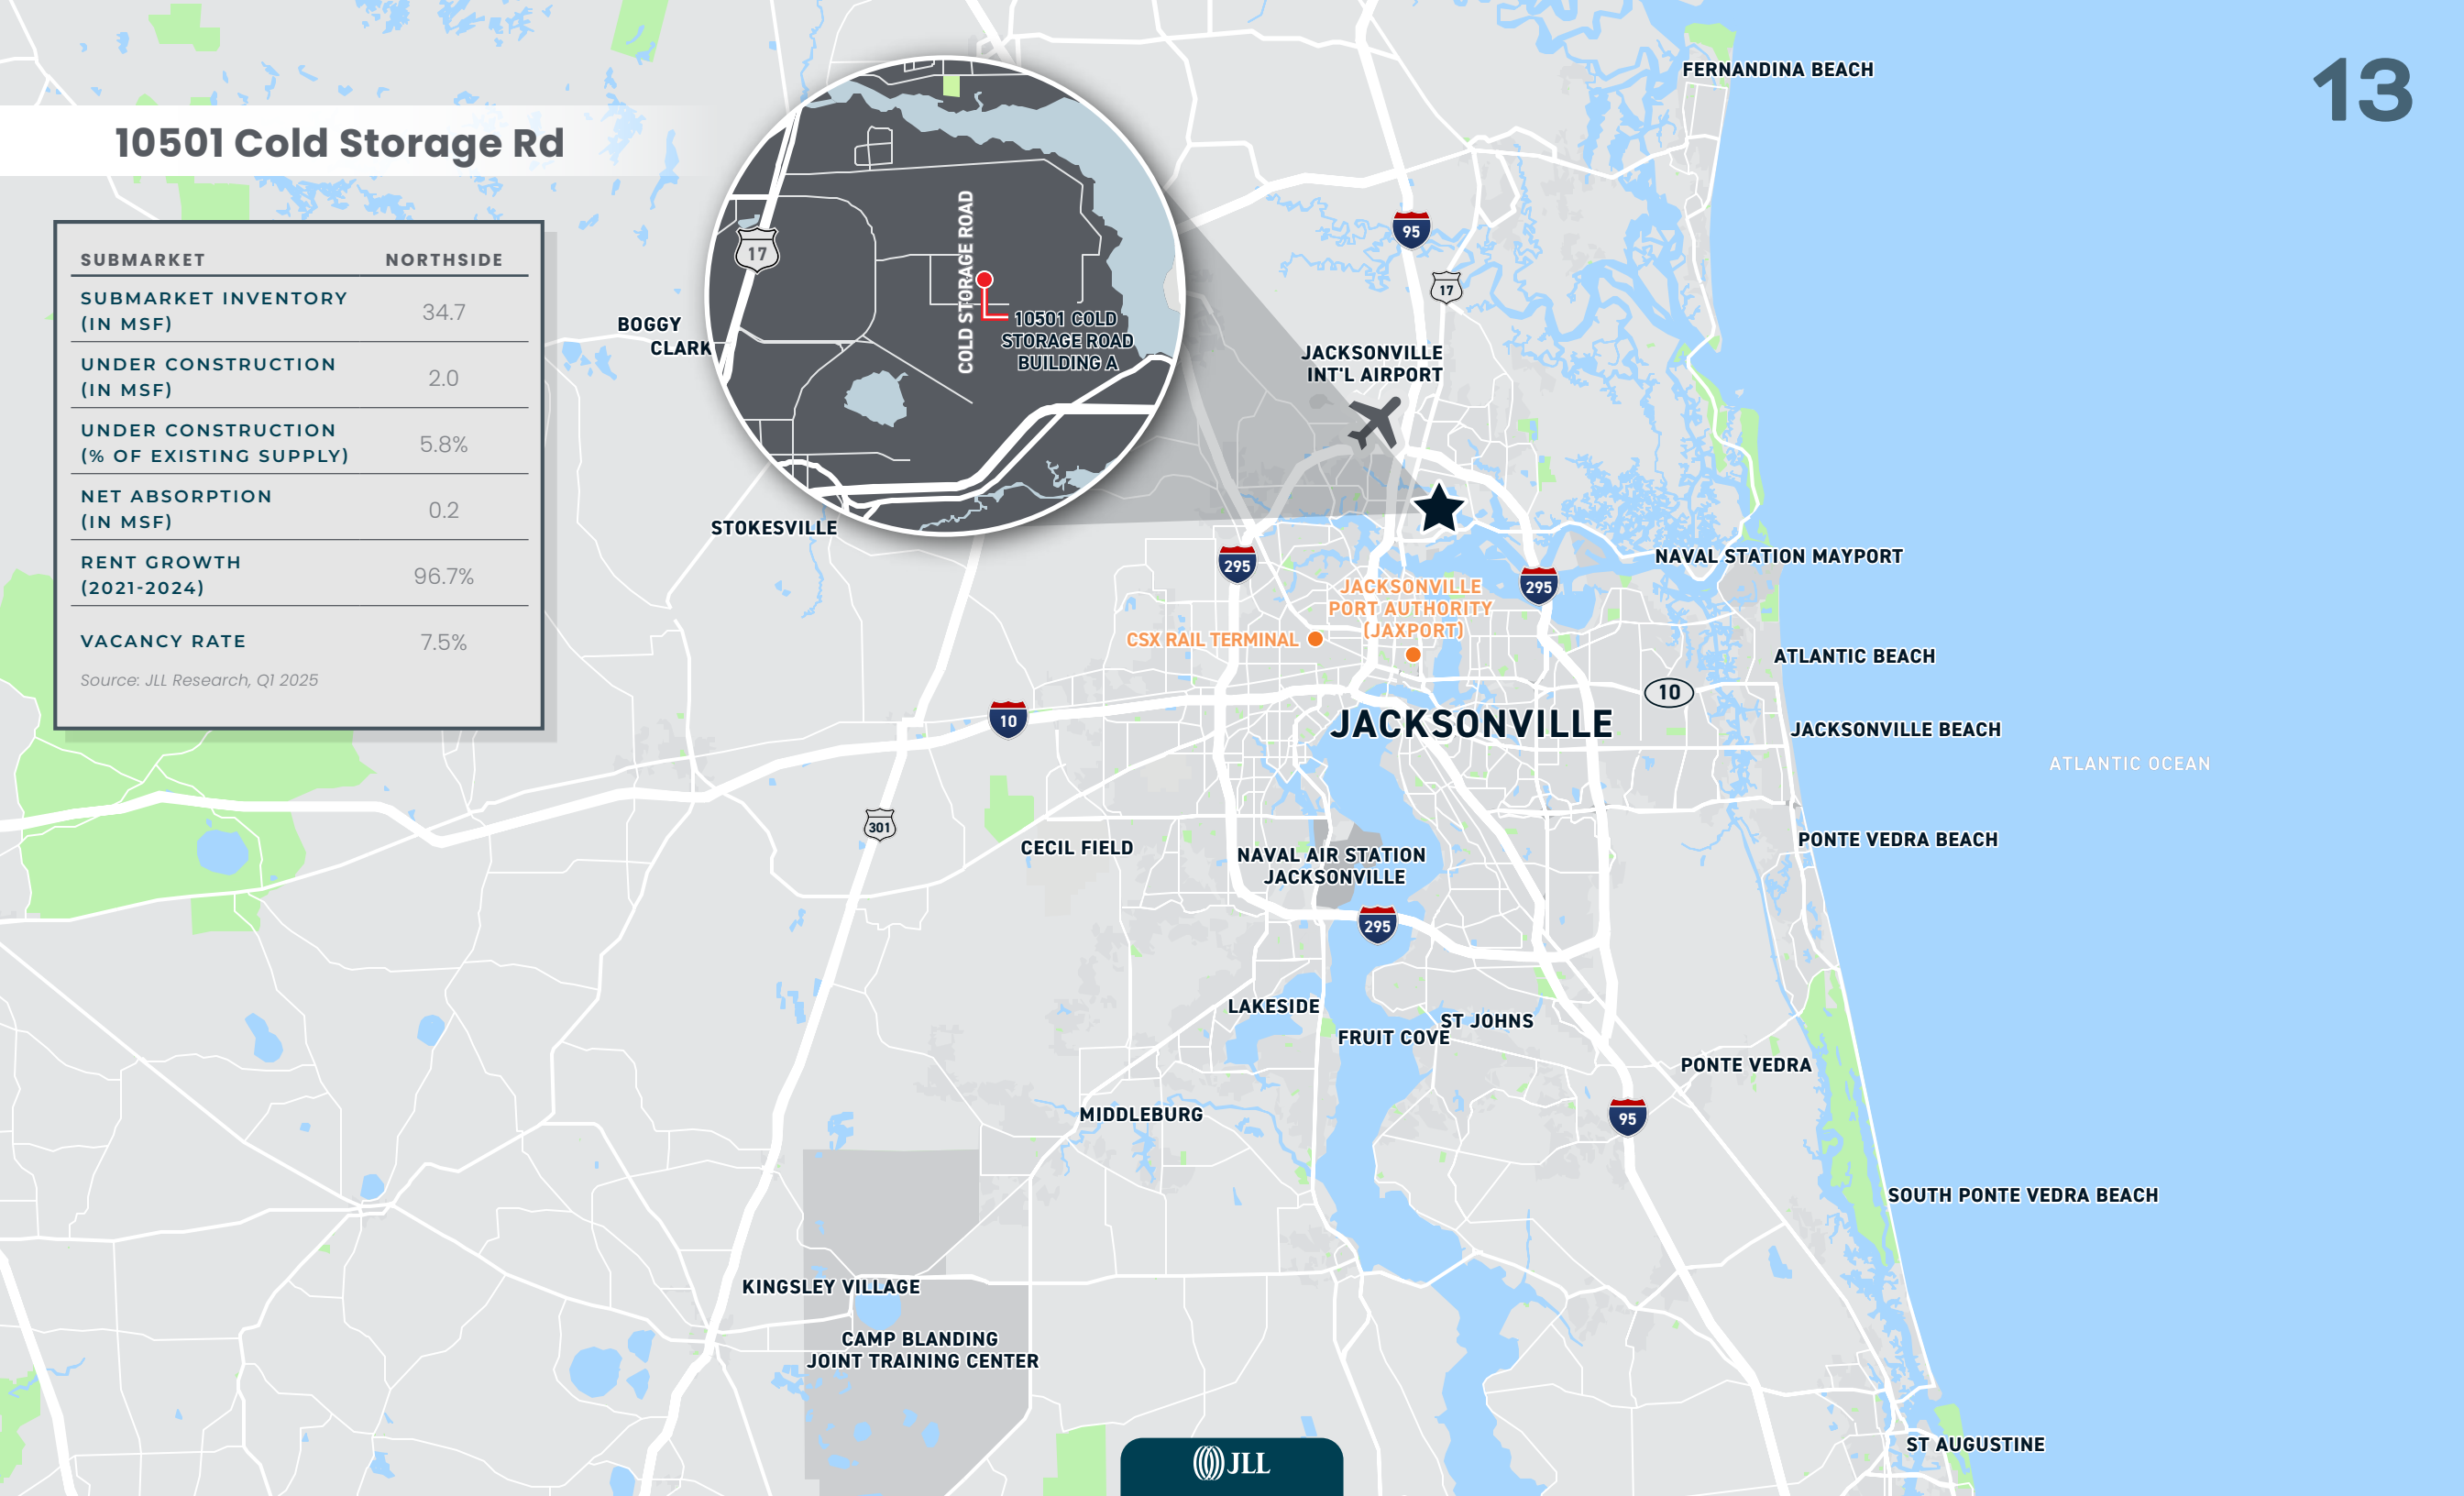 13
10501 Cold Storage Rd
SUBMARKET NORTHSIDE
SUBMARKET INVENTORY
(IN MSF) 34.7
UNDER CONSTRUCTION
(IN MSF) 2.0
UNDER CONSTRUCTION
(% OF EXISTING SUPPLY) 5.8%
NET ABSORPTION
(IN MSF) 0.2
RENT GROWTH
(2021-2024) 96.7%
VACANCY RATE 7.5%
Source: JLL Research, Q1 2025
17
COLD STORAGE ROAD
10501 COLD
STORAGE ROAD
BUILDING A
FERNANDINA BEACH
95
17
BOGGY
CLARK
JACKSONVILLE
INT'L AIRPORT
STOKESVILLE
NAVAL STATION MAYPORT
295
295
JACKSONVILLE
PORT AUTHORITY
(JAXPORT)
CSX RAIL TERMINAL
ATLANTIC BEACH
10
10
JACKSONVILLE
JACKSONVILLE BEACH
ATLANTIC OCEAN
301
CECIL FIELD
PONTE VEDRA BEACH
NAVAL AIR STATION
JACKSONVILLE
295
LAKESIDE
ST JOHNS
FRUIT COVE
PONTE VEDRA
MIDDLEBURG
95
SOUTH PONTE VEDRA BEACH
KINGSLEY VILLAGE
CAMP BLANDING
JOINT TRAINING CENTER
ST AUGUSTINE
JLL